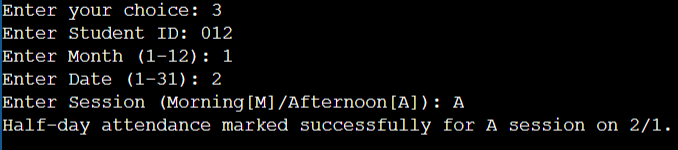 Enter your choice: 3
Enter Student ID: 012
Enter Month (1-12): 1
Enter Date (1-31): 2
Enter Session (Morning[M]/Afternoon[A]): A
Half-day attendance marked successfully for A session on 2/1.